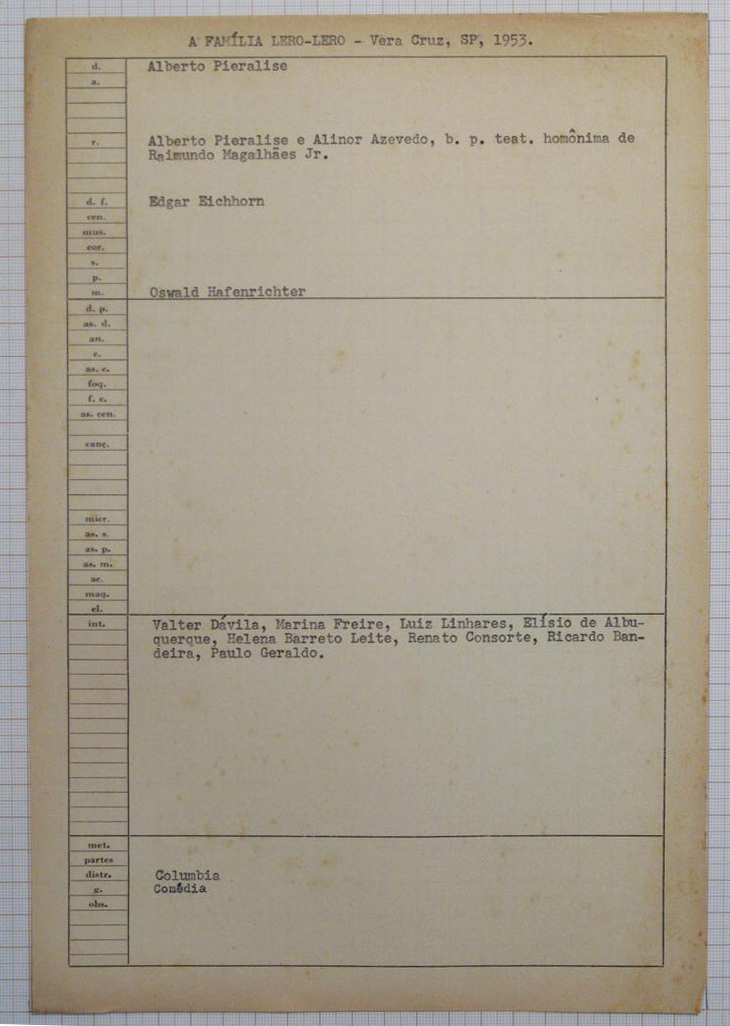 A FAMÍLIA LERO-LERO - Vera Cruz, SP, 1953.
d. Alberto Pieralise
a.
r. Alberto Pieralise e Alinor Azevedo, b. p. teat. homônima de
Raimundo Magalhães Jr.
d. f. Edgar Eichhorn
cen.
mus.
cor.
s.
p.
m. Oswald Hafenrichter
d. p.
as. d.
an.
c.
as. c.
foq.
f. c.
as. cen.
canç.
micr.
as. s.
as. p.
as. m.
ac.
maq.
el.
int. Valter Dávila, Marina Freire, Luiz Linhares, Elísio de Albu-
querque, Helena Barreto Leite, Renato Consorte, Ricardo Ban-
deira, Paulo Geraldo.
met.
partes
distr. Columbia
g. Comédia
obs.